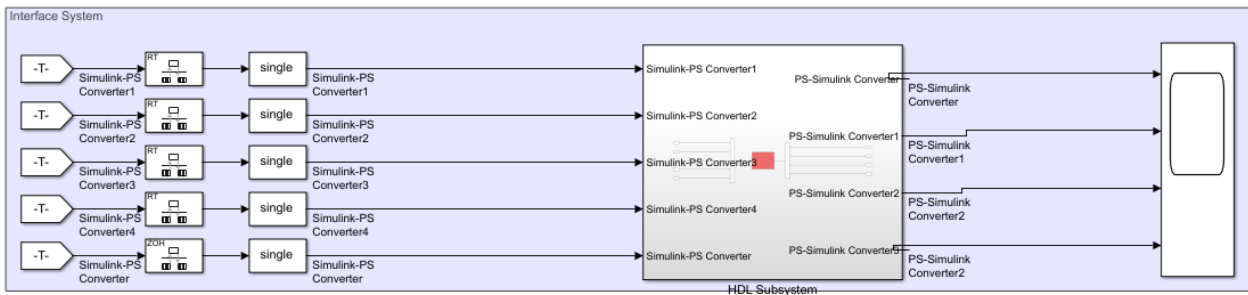 Interface System
-T-
Simulink-PS
Converter1
RT
single
Simulink-PS
Converter1
-T-
Simulink-PS
Converter2
RT
single
Simulink-PS
Converter2
-T-
Simulink-PS
Converter3
RT
single
Simulink-PS
Converter3
-T-
Simulink-PS
Converter4
RT
single
Simulink-PS
Converter4
-T-
Simulink-PS
Converter
ZOH
single
Simulink-PS
Converter
Simulink-PS Converter1
Simulink-PS Converter2
Simulink-PS Converter3
Simulink-PS Converter4
Simulink-PS Converter
PS-Simulink Converter
PS-Simulink Converter1
PS-Simulink Converter2
PS-Simulink Converter3
HDL Subsystem
PS-Simulink
Converter
PS-Simulink
Converter1
PS-Simulink
Converter2
PS-Simulink
Converter2